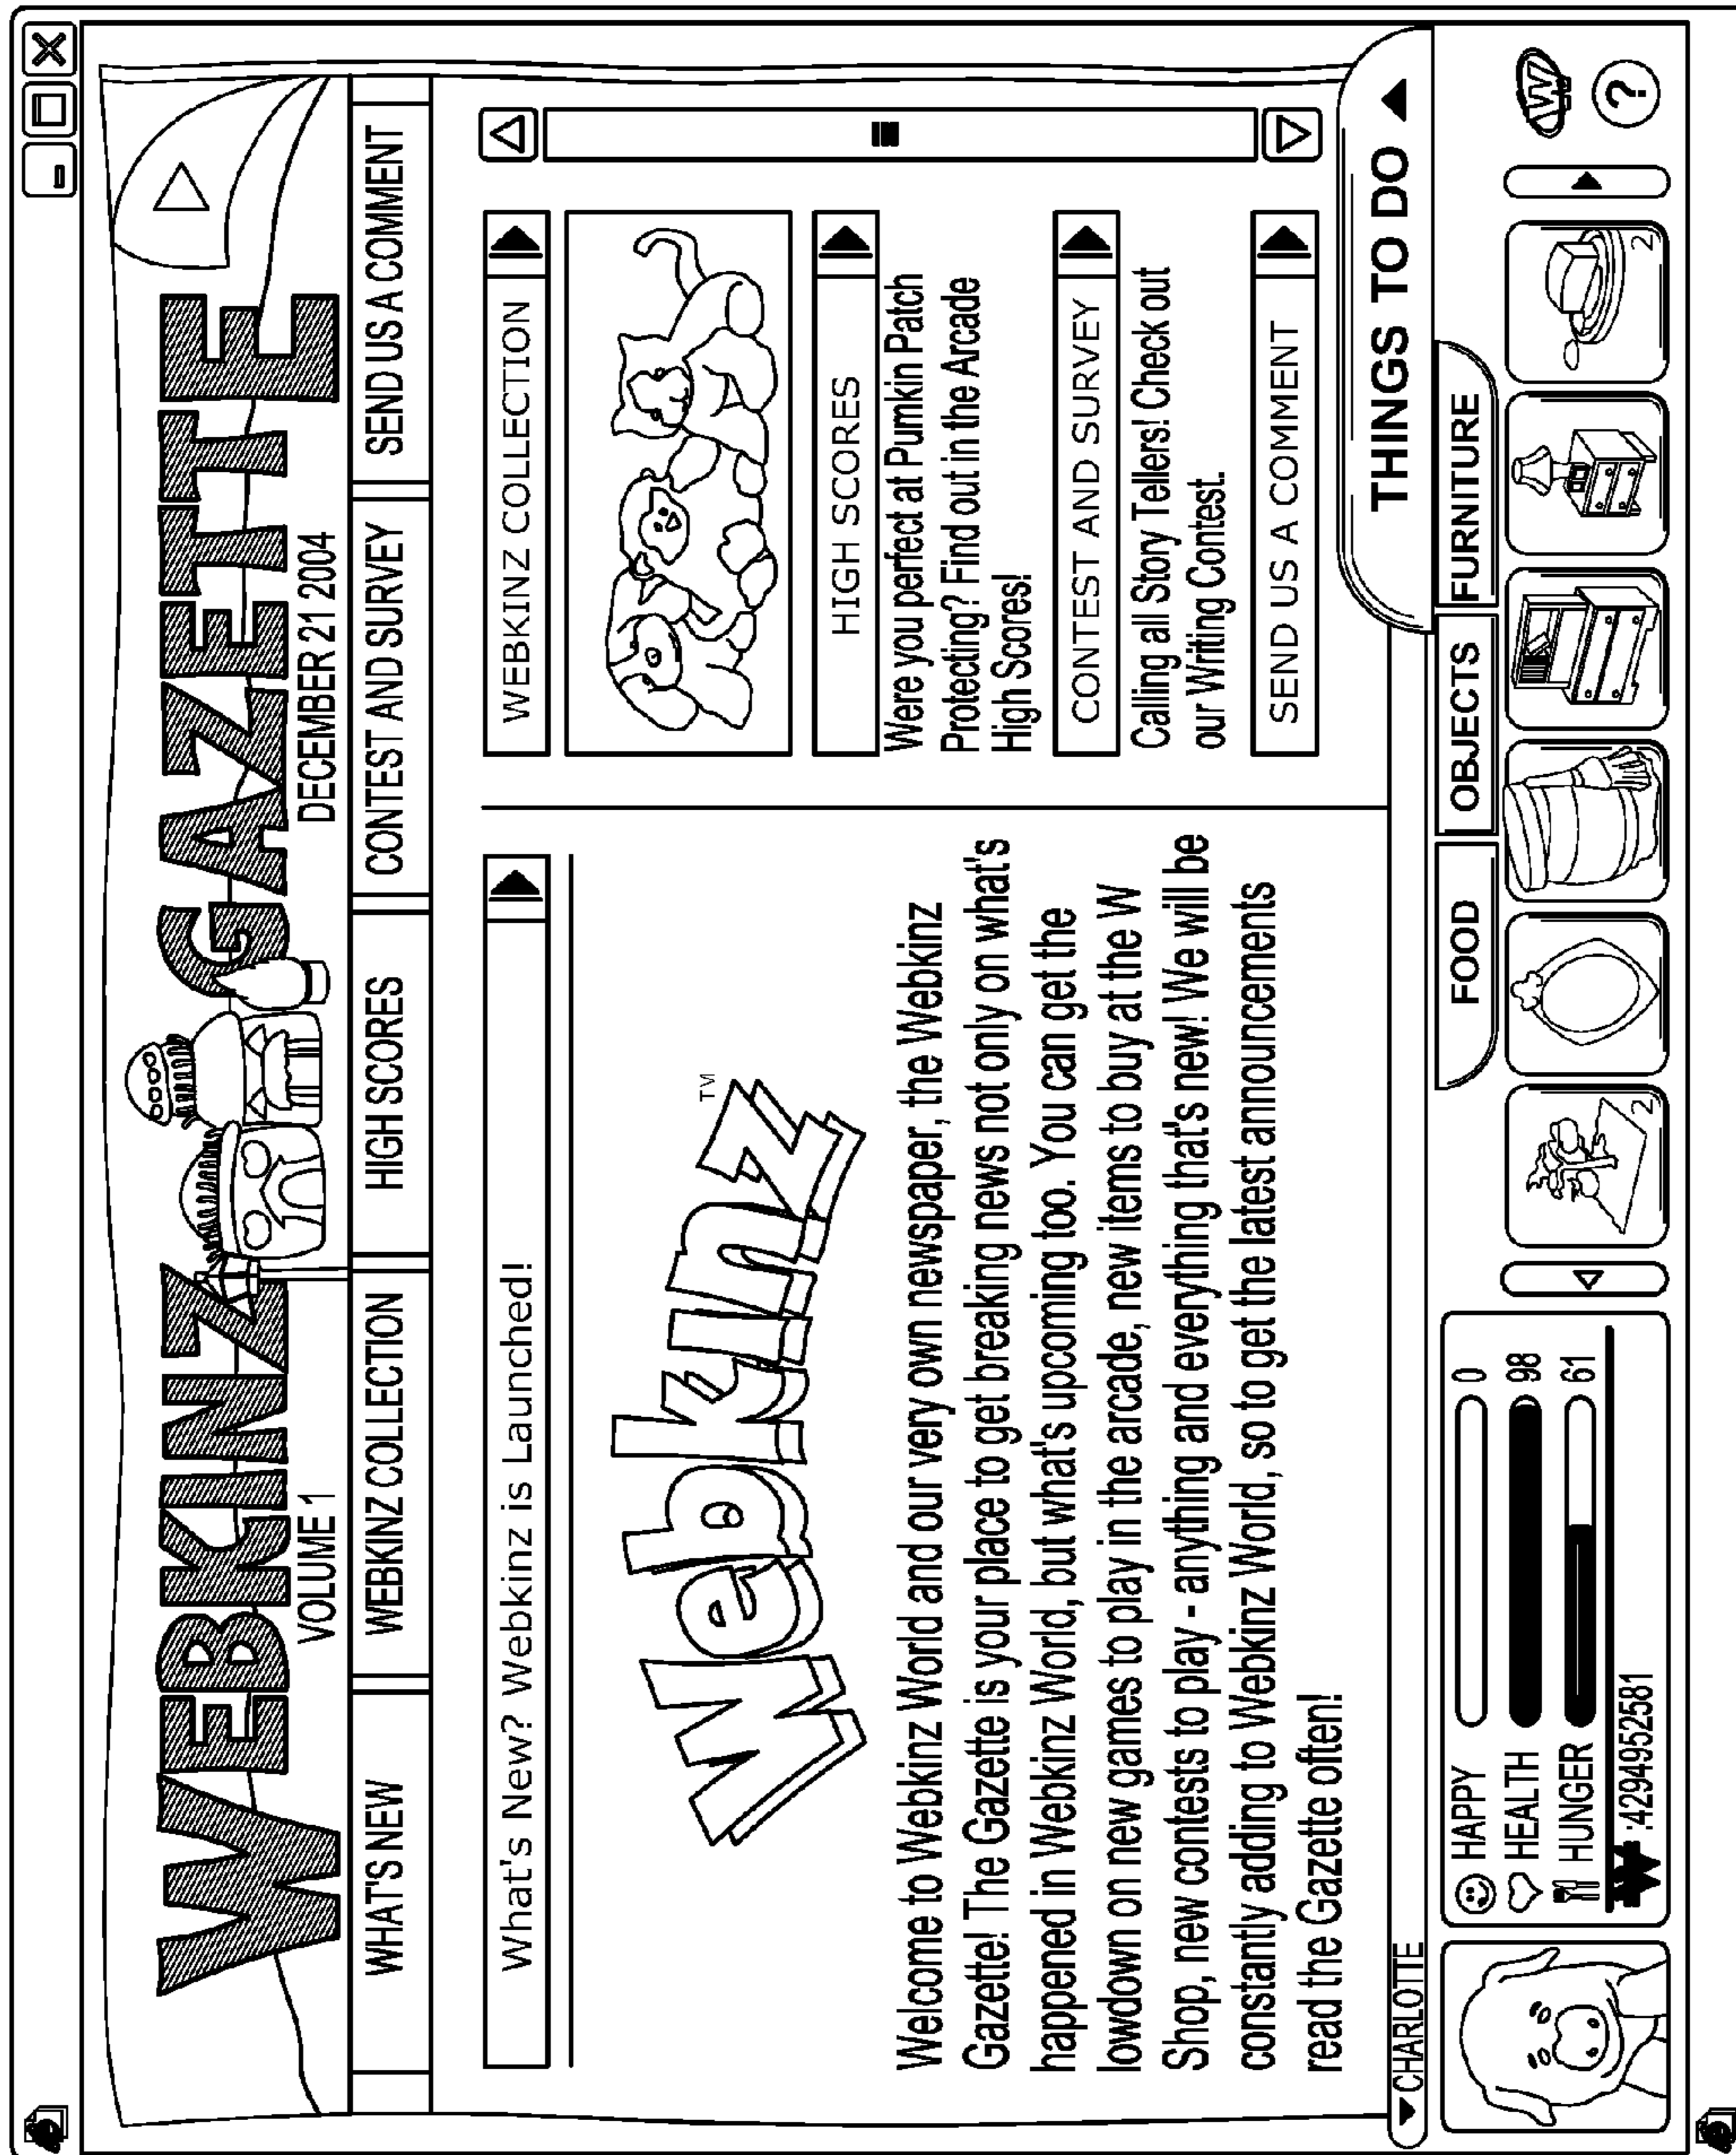 WEBKINZ GAZETTE
VOLUME 1
DECEMBER 21 2004
WHAT'S NEW
WEBKINZ COLLECTION
HIGH SCORES
CONTEST AND SURVEY
SEND US A COMMENT
What's New? Webkinz is Launched!
Webkinz™
Welcome to Webkinz World and our very own newspaper, the Webkinz
Gazette! The Gazette is your place to get breaking news not only on what's
happened in Webkinz World, but what's upcoming too. You can get the
lowdown on new games to play in the arcade, new items to buy at the W
Shop, new contests to play - anything and everything that's new! We will be
constantly adding to Webkinz World, so to get the latest announcements
read the Gazette often!
WEBKINZ COLLECTION
HIGH SCORES
Were you perfect at Pumkin Patch
Protecting? Find out in the Arcade
High Scores!
CONTEST AND SURVEY
Calling all Story Tellers! Check out
our Writing Contest.
SEND US A COMMENT
THINGS TO DO
CHARLOTTE
HAPPY 0
HEALTH 98
HUNGER 61
:4294952581
FOOD
OBJECTS
FURNITURE
2
2
W
?